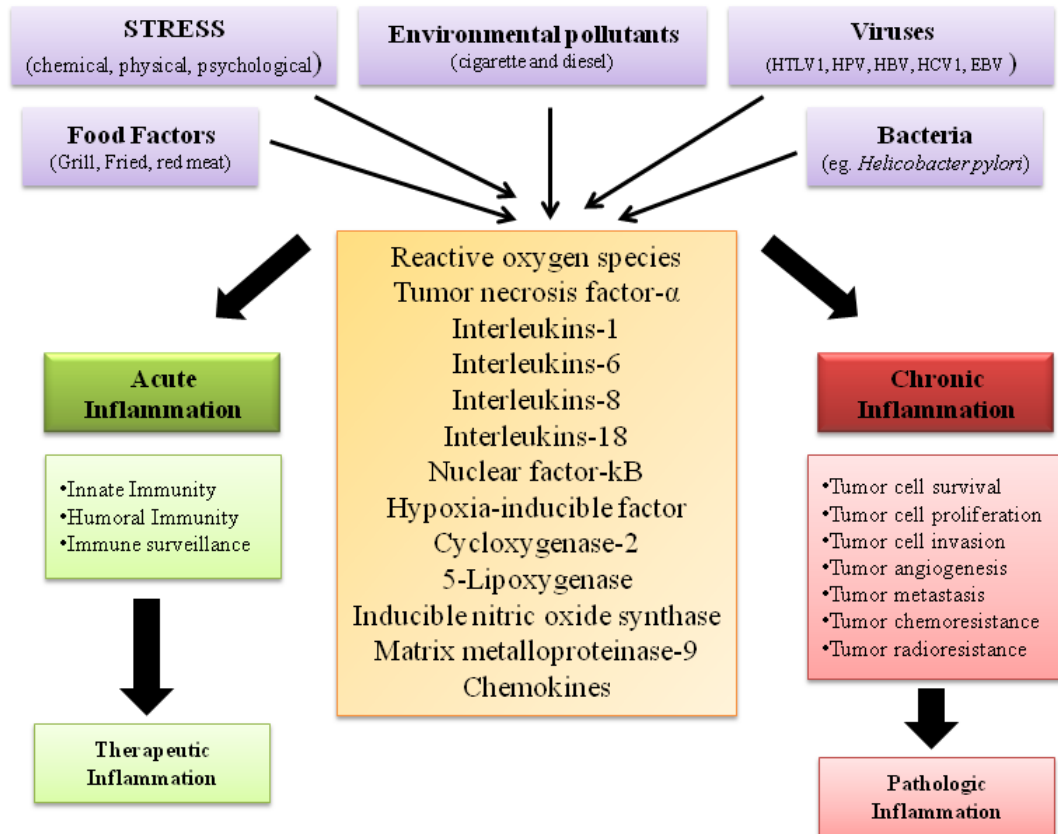 STRESS
(chemical, physical, psychological)
Environmental pollutants
(cigarette and diesel)
Viruses
(HTLV1, HPV, HBV, HCV1, EBV )
Food Factors
(Grill, Fried, red meat)
Bacteria
(eg. Helicobacter pylori)
Reactive oxygen species
Tumor necrosis factor-α
Interleukins-1
Interleukins-6
Interleukins-8
Interleukins-18
Nuclear factor-kB
Hypoxia-inducible factor
Cycloxygenase-2
5-Lipoxygenase
Inducible nitric oxide synthase
Matrix metalloproteinase-9
Chemokines
Acute
Inflammation
•Innate Immunity
•Humoral Immunity
•Immune surveillance
Therapeutic
Inflammation
Chronic
Inflammation
•Tumor cell survival
•Tumor cell proliferation
•Tumor cell invasion
•Tumor angiogenesis
•Tumor metastasis
•Tumor chemoresistance
•Tumor radioresistance
Pathologic
Inflammation